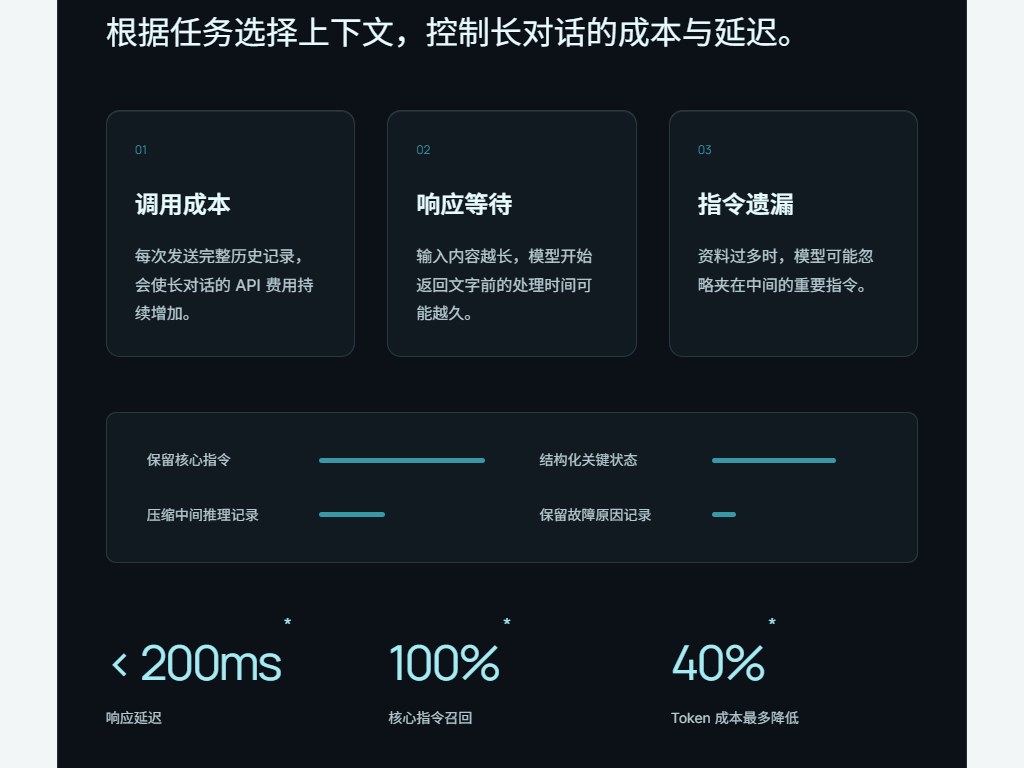 根据任务选择上下文，控制长对话的成本与延迟。
01
调用成本
每次发送完整历史记录，
会使长对话的 API 费用持
续增加。
02
响应等待
输入内容越长，模型开始
返回文字前的处理时间可
能越久。
03
指令遗漏
资料过多时，模型可能忽
略夹在中间的重要指令。
保留核心指令
结构化关键状态
压缩中间推理记录
保留故障原因记录
< 200ms*
响应延迟
100%*
核心指令召回
40%*
Token 成本最多降低